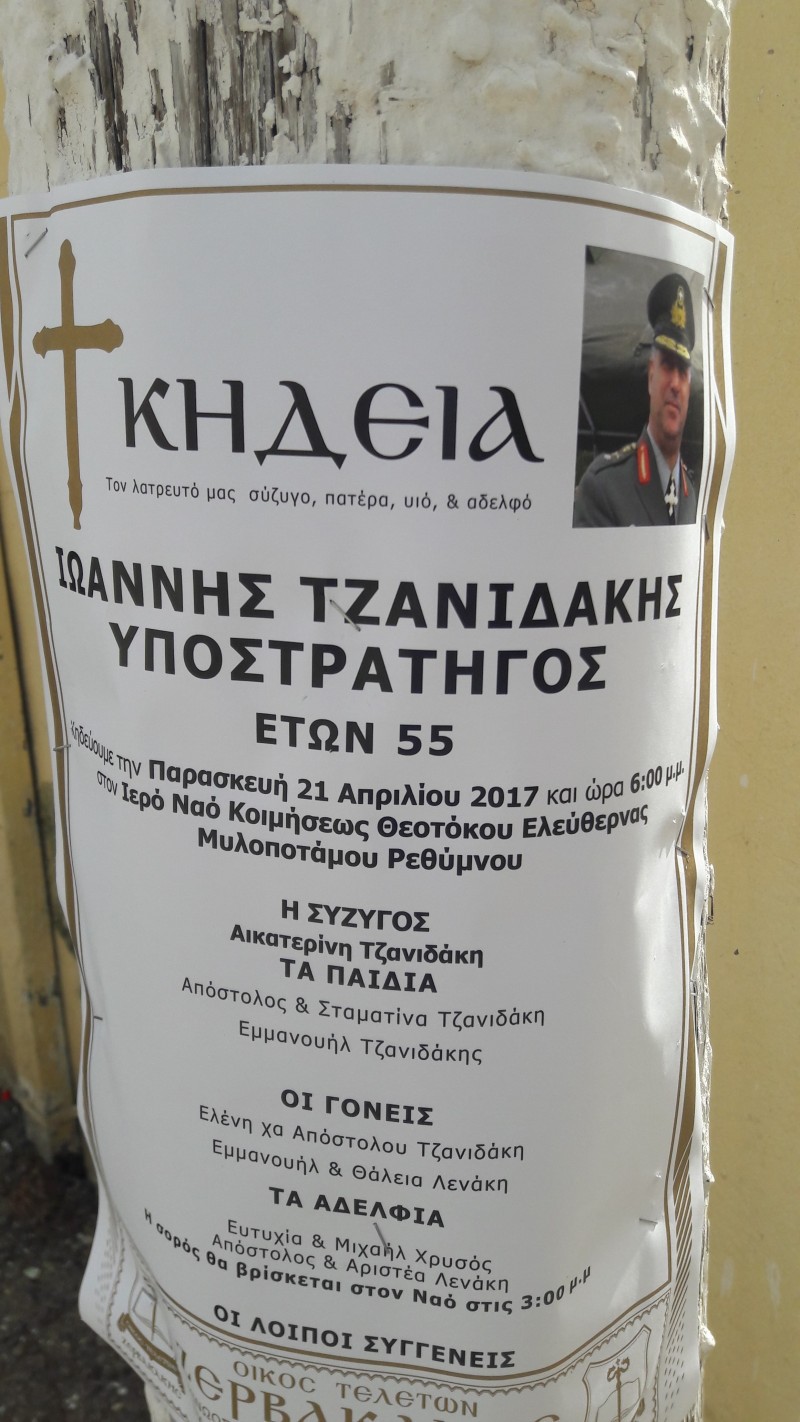 ΚΗΔΕΙΑ
Τον λατρευτό μας σύζυγο, πατέρα, υιό, & αδελφό
ΙΩΑΝΝΗΣ ΤΖΑΝΙΔΑΚΗΣ
ΥΠΟΣΤΡΑΤΗΓΟΣ
ΕΤΩΝ 55
Κηδεύουμε την Παρασκευή 21 Απριλίου 2017 και ώρα 6:00 μ.μ.
στον Ιερό Ναό Κοιμήσεως Θεοτόκου Ελεύθερνας
Μυλοποτάμου Ρεθύμνου
Η ΣΥΖΥΓΟΣ
Αικατερίνη Τζανιδάκη
ΤΑ ΠΑΙΔΙΑ
Απόστολος & Σταματίνα Τζανιδάκη
Εμμανουήλ Τζανιδάκης
ΟΙ ΓΟΝΕΙΣ
Ελένη χα Απόστολου Τζανιδάκη
Εμμανουήλ & Θάλεια Λενάκη
ΤΑ ΑΔΕΛΦΙΑ
Ευτυχία & Μιχαήλ Χρυσός
Απόστολος & Αριστέα Λενάκη
Η σορός θα βρίσκεται στον Ναό στις 3:00 μ.μ
ΟΙ ΛΟΙΠΟΙ ΣΥΓΓΕΝΕΙΣ
ΟΙΚΟΣ ΤΕΛΕΤΩΝ